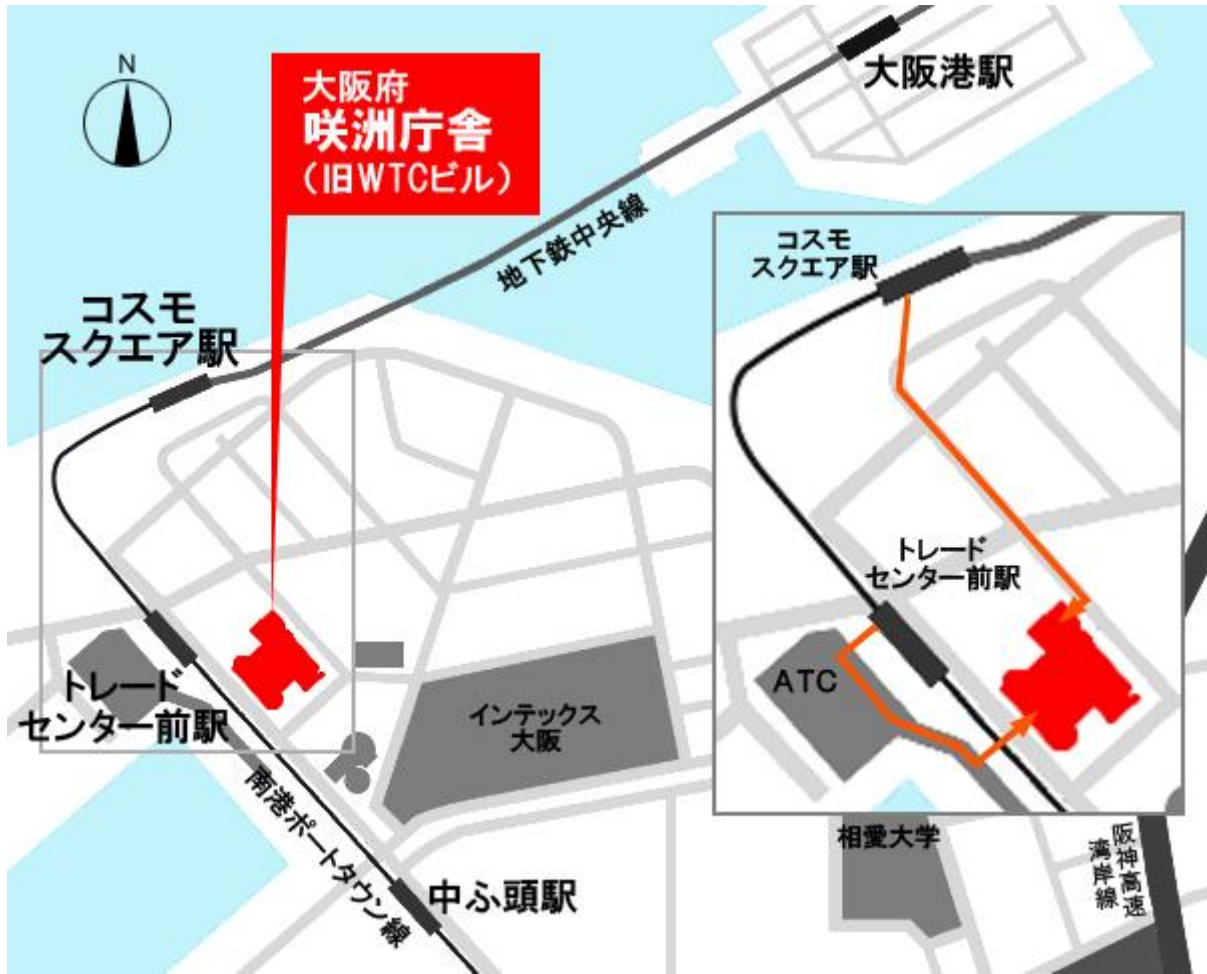 N
大阪府
咲洲庁舎
（旧WTCビル）
大阪港駅
地下鉄中央線
コスモ
スクエア駅
コスモ
スクエア駅
トレード
センター前駅
ATC
トレード
センター前駅
インテックス
大阪
南港ポートタウン線
中ふ頭駅
相愛大学
阪神高速
湾岸線